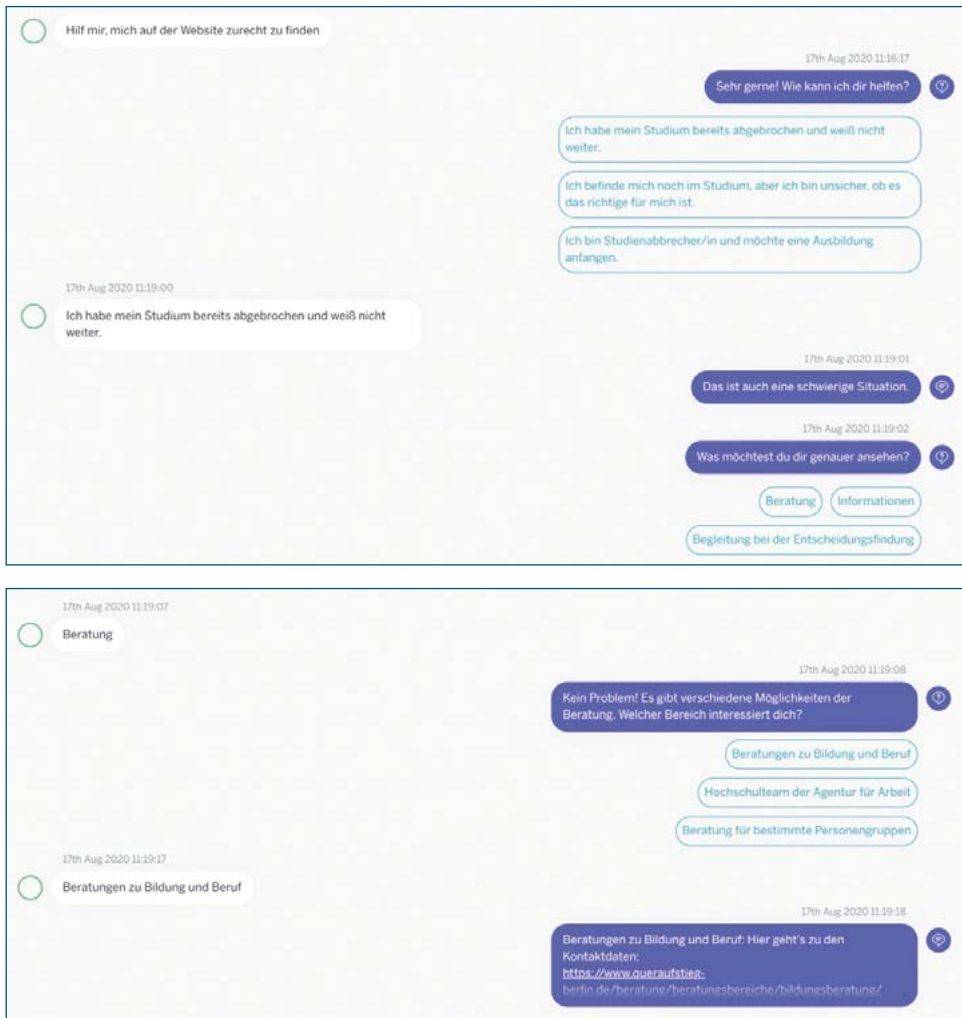 Hilf mir, mich auf der Website zurecht zu finden
17th Aug 2020 11:16:17
Sehr gerne! Wie kann ich dir helfen?
Ich habe mein Studium bereits abgebrochen und weiß nicht
weiter.
Ich befinde mich noch im Studium, aber ich bin unsicher, ob es
das richtige für mich ist.
Ich bin Studienabbrecher/in und möchte eine Ausbildung
anfangen.
17th Aug 2020 11:19:00
Ich habe mein Studium bereits abgebrochen und weiß nicht
weiter.
17th Aug 2020 11:19:01
Das ist auch eine schwierige Situation.
17th Aug 2020 11:19:02
Was möchtest du dir genauer ansehen?
Beratung Informationen
Begleitung bei der Entscheidungsfindung
17th Aug 2020 11:19:07
Beratung
17th Aug 2020 11:19:08
Kein Problem! Es gibt verschiedene Möglichkeiten der
Beratung. Welcher Bereich interessiert dich?
Beratungen zu Bildung und Beruf
Hochschulteam der Agentur für Arbeit
Beratung für bestimmte Personengruppen
17th Aug 2020 11:19:17
Beratungen zu Bildung und Beruf
17th Aug 2020 11:19:18
Beratungen zu Bildung und Beruf: Hier geht's zu den
Kontaktdaten:
https://www.queraufstieg-
berlin.de/beratung/beratungsbereiche/bildungsberatung/